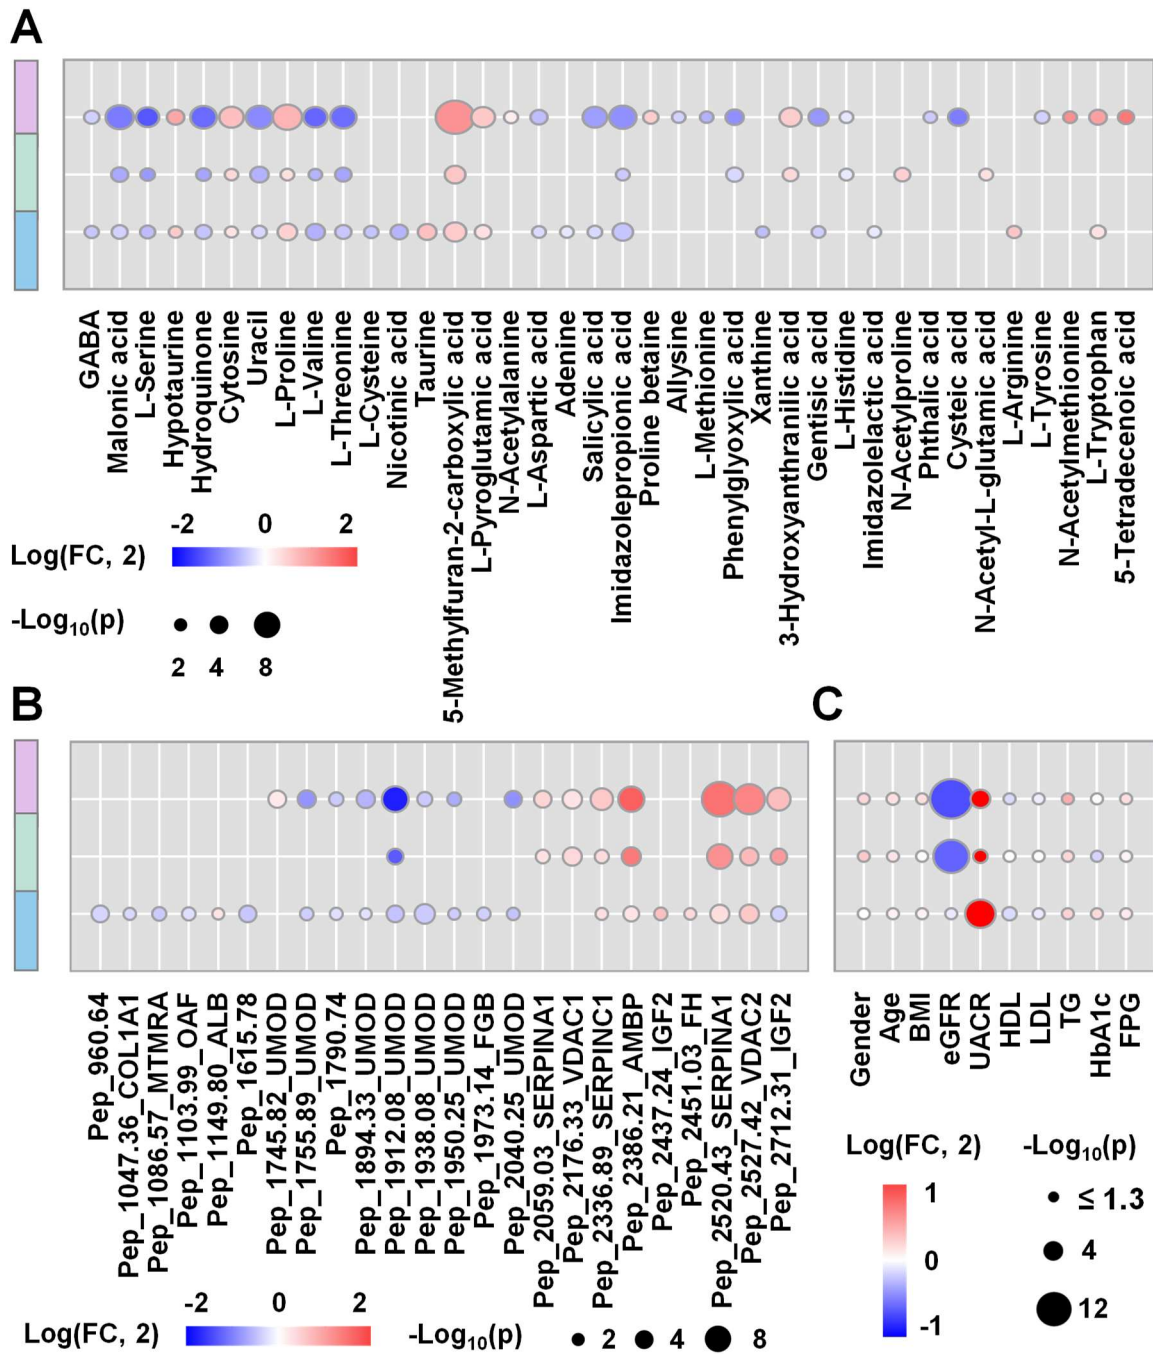 A
GABA
Malonic acid
L-Serine
Hypotaurine
Hydroquinone
Cytosine
Uracil
L-Proline
L-Valine
L-Threonine
L-Cysteine
Nicotinic acid
Taurine
5-Methylfuran-2-carboxylic acid
L-Pyroglutamic acid
N-Acetylalanine
L-Aspartic acid
Adenine
Salicylic acid
Imidazolepropionic acid
Proline betaine
Allysine
L-Methionine
Phenylglyoxylic acid
Xanthine
3-Hydroxyanthranilic acid
Gentisic acid
L-Histidine
Imidazolelactic acid
N-Acetylproline
Phthalic acid
Cysteic acid
N-Acetyl-L-glutamic acid
L-Arginine
L-Tyrosine
N-Acetylmethionine
L-Tryptophan
5-Tetradecenoic acid
-2 0 2
Log(FC, 2)
-Log10(p)
2 4 8
B
Pep_960.64
Pep_1047.36_COL1A1
Pep_1086.57_MTMRA
Pep_1103.99_OAF
Pep_1149.80_ALB
Pep_1615.78
Pep_1745.82_UMOD
Pep_1755.89_UMOD
Pep_1790.74
Pep_1894.33_UMOD
Pep_1912.08_UMOD
Pep_1938.08_UMOD
Pep_1950.25_UMOD
Pep_1973.14_FGB
Pep_2040.25_UMOD
Pep_2059.03_SERPINA1
Pep_2176.33_VDAC1
Pep_2336.89_SERPINC1
Pep_2386.21_AMBP
Pep_2437.24_IGF2
Pep_2451.03_FH
Pep_2520.43_SERPINA1
Pep_2527.42_VDAC2
Pep_2712.31_IGF2
-2 0 2
Log(FC, 2)
-Log10(p)
2 4 8
C
Gender
Age
BMI
eGFR
UACR
HDL
LDL
TG
HbA1c
FPG
Log(FC, 2)
1
0
-1
-Log10(p)
≤ 1.3
4
12